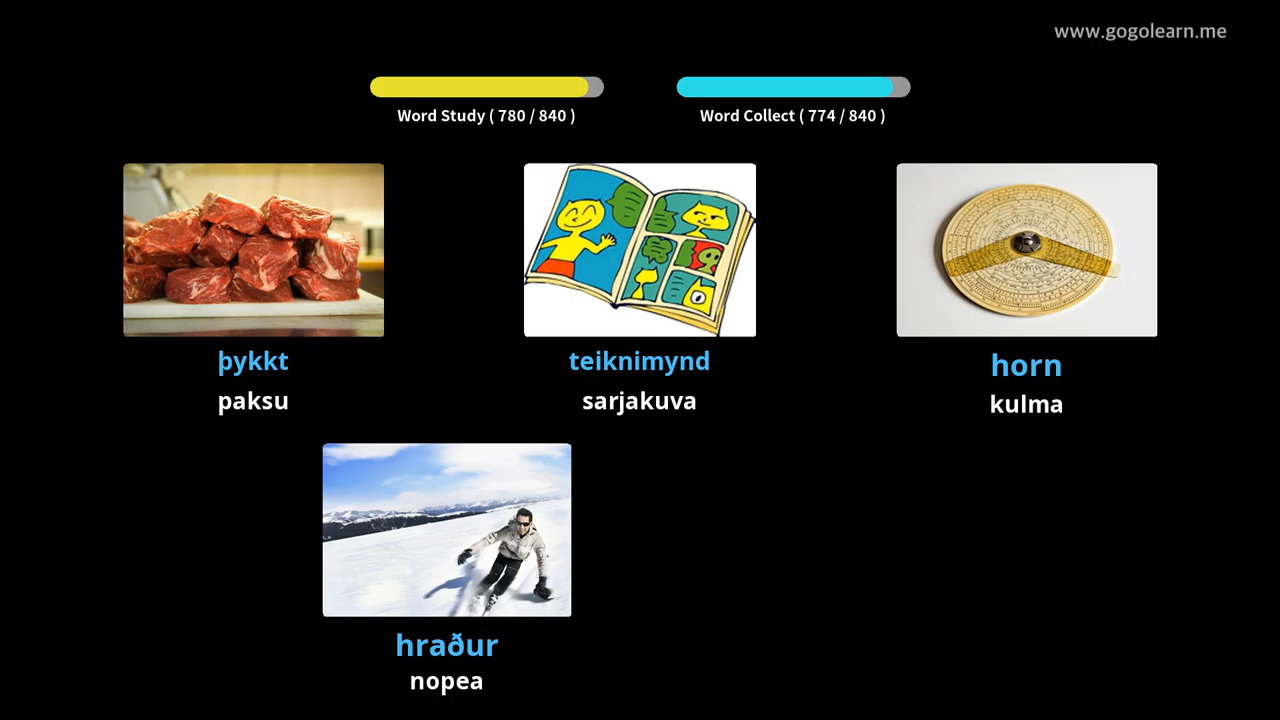 www.gogolearn.me
Word Study ( 780 / 840 )
Word Collect ( 774 / 840 )
þykkt
paksu
teiknimynd
sarjakuva
horn
kulma
hraður
nopea